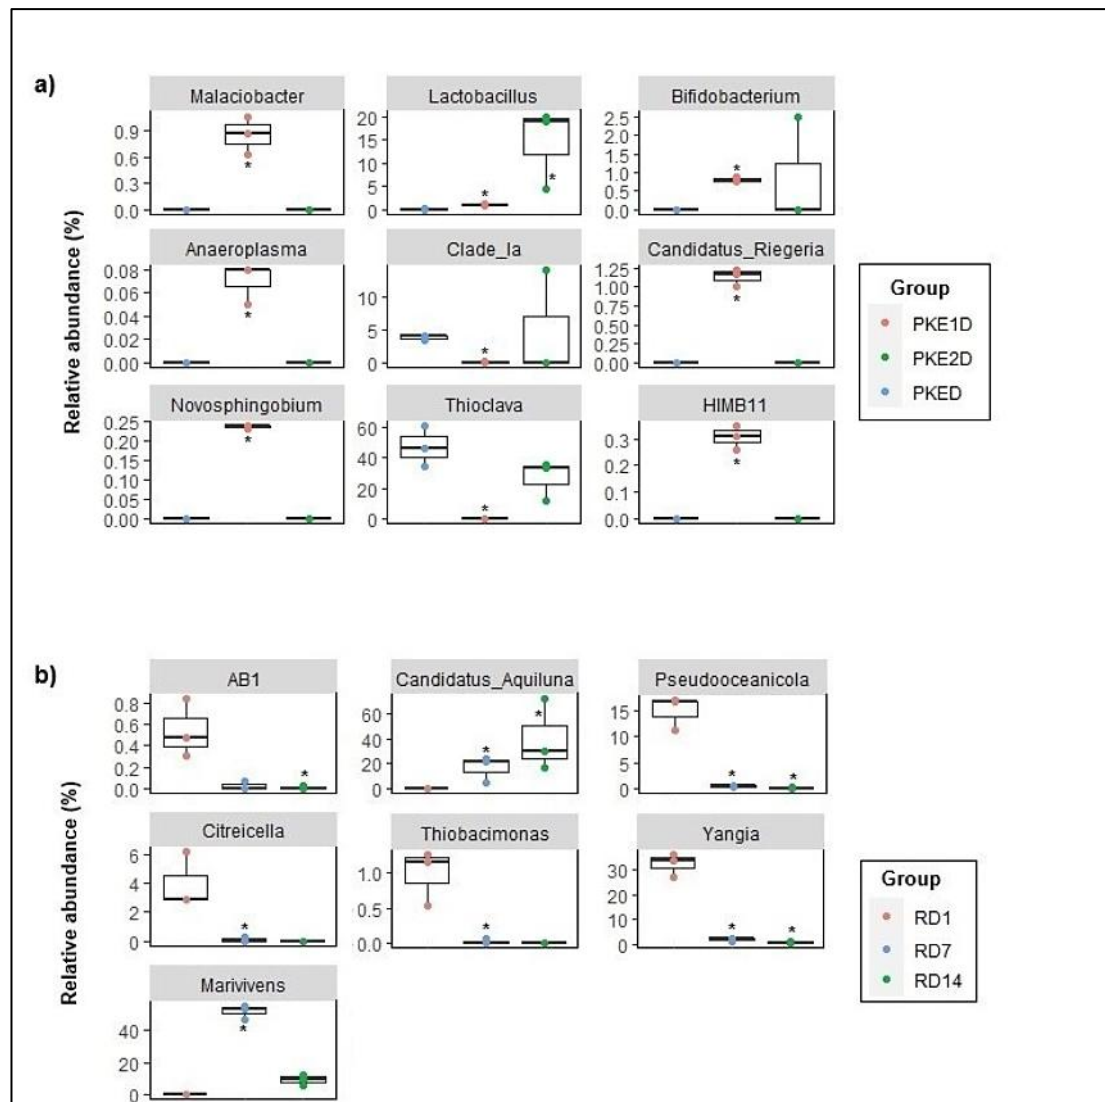 a)
Malaciobacter Lactobacillus Bifidobacterium
0.9 0.6 0.3 0.0
20 15 10 5 0
2.5 2.0 1.5 1.0 0.5 0.0
* * * *
Relative abundance (%)
Anaeroplasma Clade_Ia Candidatus_Riegeria
0.08 0.06 0.04 0.02 0.00
10 5 0
1.25 1.00 0.75 0.50 0.25 0.00
* * *
Novosphingobium Thioclava HIMB11
0.25 0.20 0.15 0.10 0.05 0.00
60 40 20 0
0.3 0.2 0.1 0.0
* * *
Group
PKE1D
PKE2D
PKED
b)
AB1 Candidatus_Aquiluna Pseudooceanicola
0.8 0.6 0.4 0.2 0.0
60 40 20 0
15 10 5 0
* * * * *
Relative abundance (%)
Citreicella Thiobacimonas Yangia
6 4 2 0
1.0 0.5 0.0
30 20 10 0
* * * *
Marivivens
40 20 0
*
Group
RD1
RD7
RD14